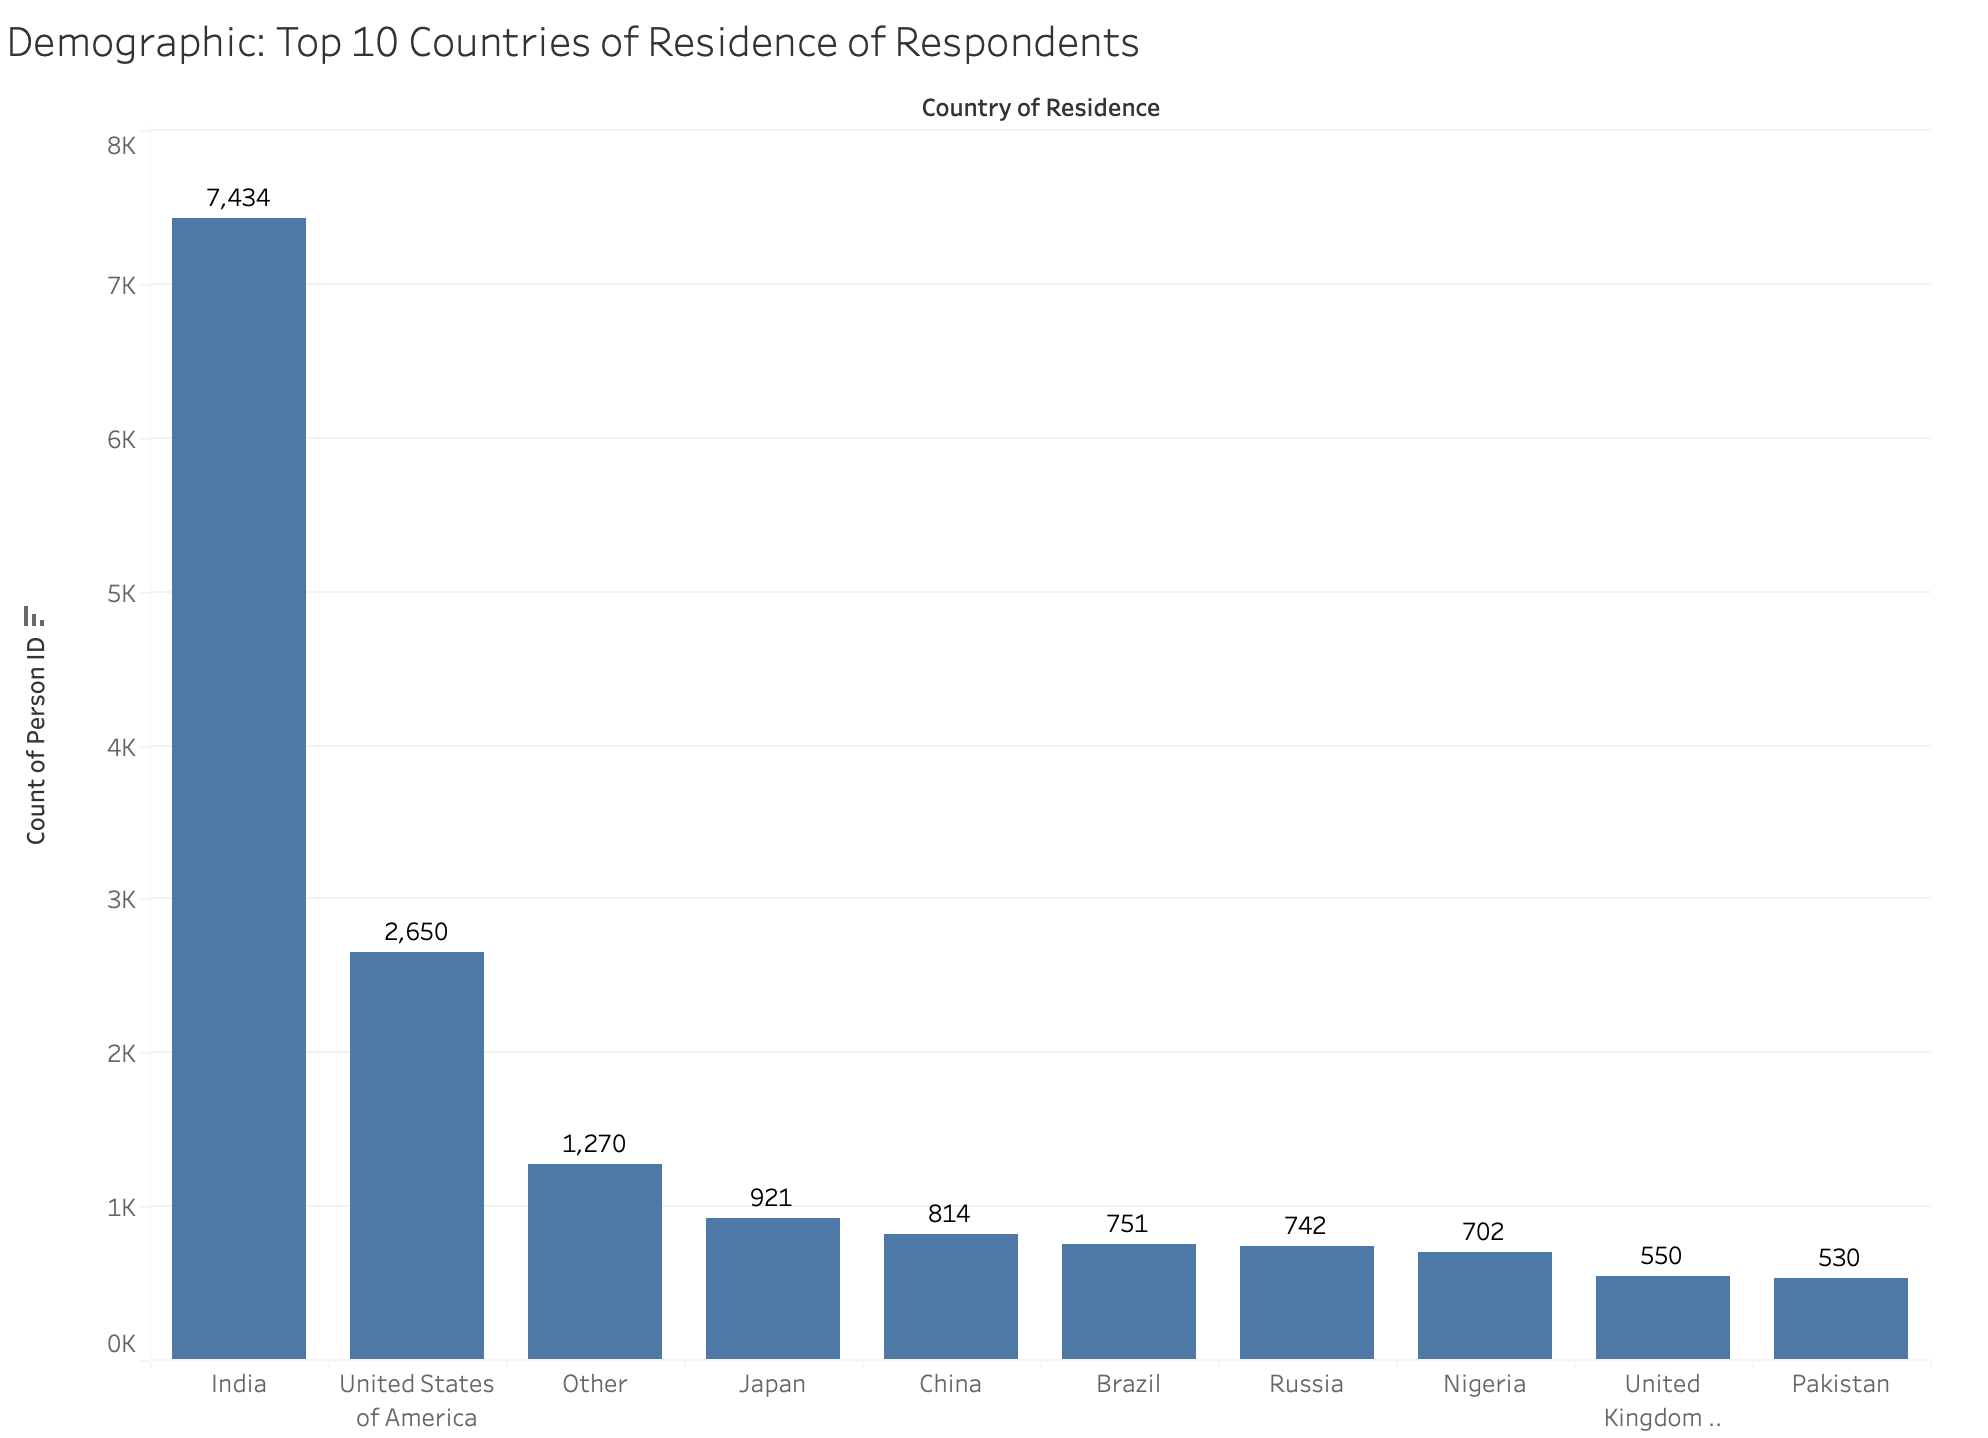 Demographic: Top 10 Countries of Residence of Respondents
Country of Residence
Count of Person ID
8K
7K
6K
5K
4K
3K
2K
1K
0K
7,434
2,650
1,270
921
814
751
742
702
550
530
India
United States
of America
Other
Japan
China
Brazil
Russia
Nigeria
United
Kingdom ..
Pakistan